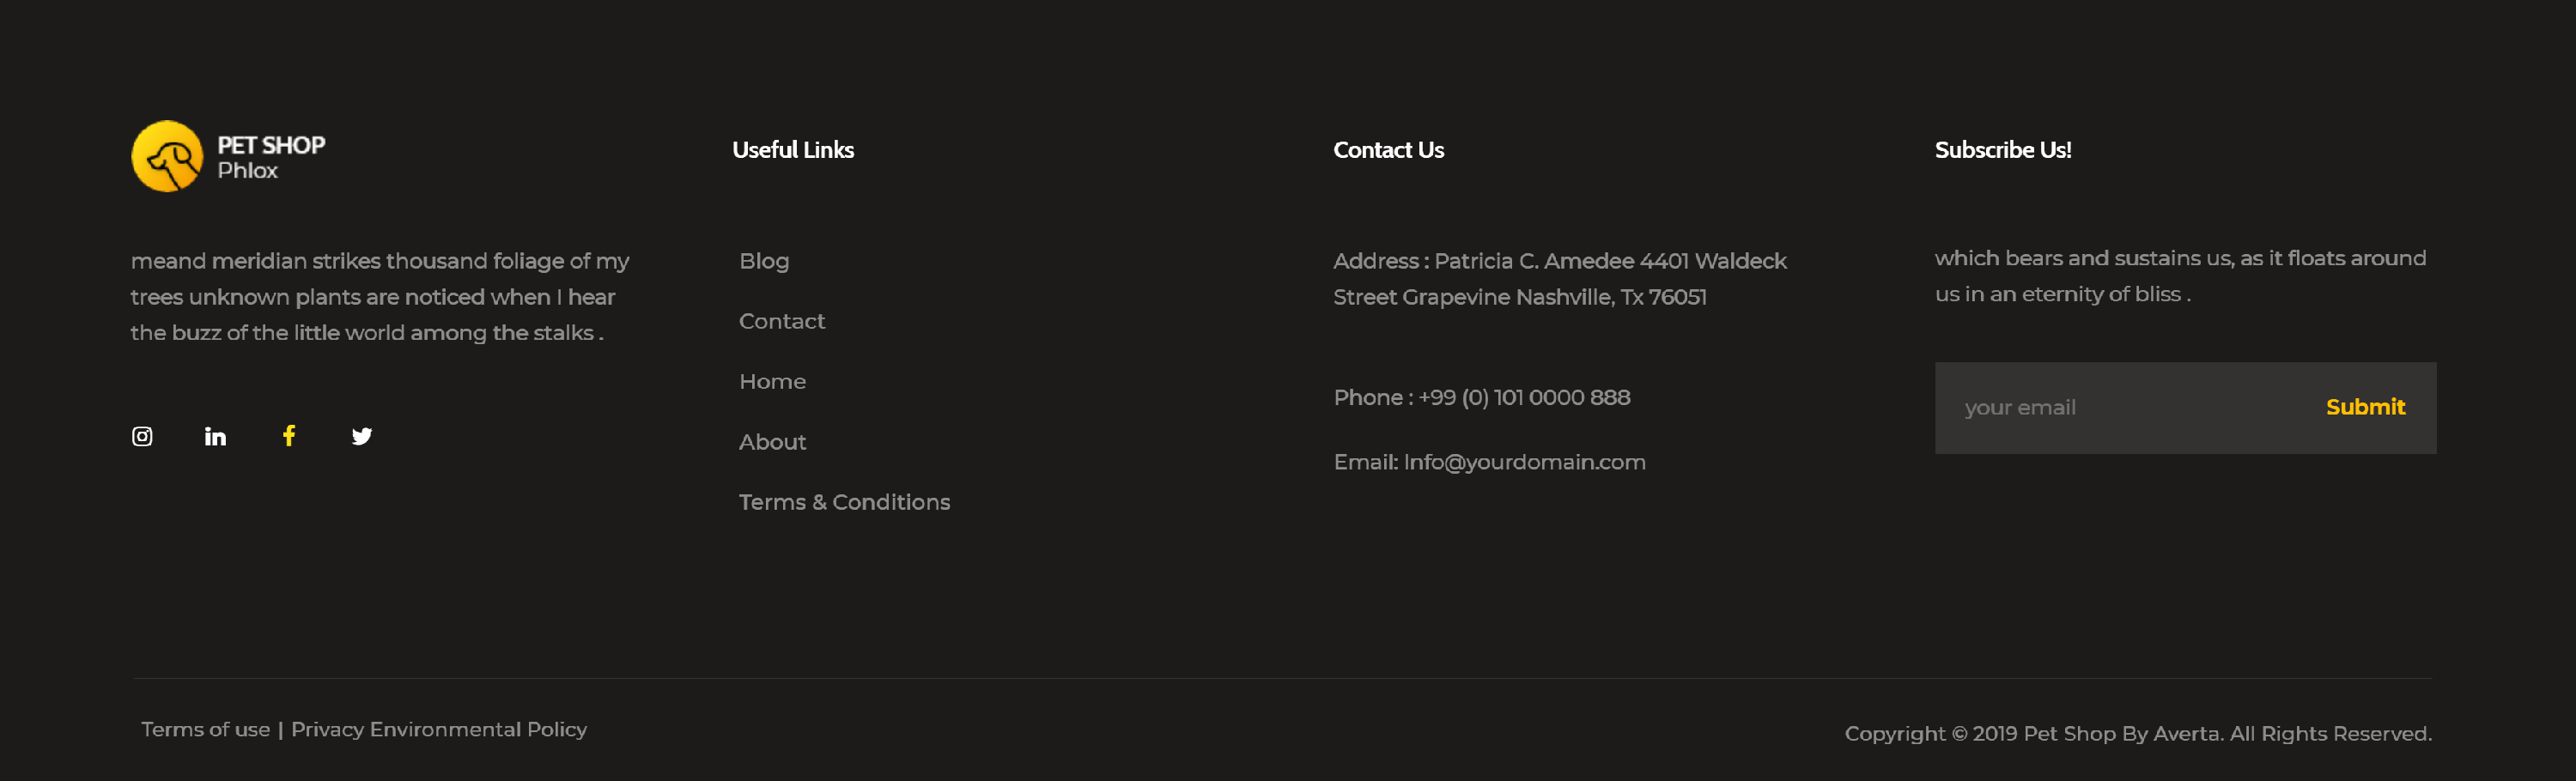 PET SHOP
Phlox
meand meridian strikes thousand foliage of my
trees unknown plants are noticed when I hear
the buzz of the little world among the stalks .
Useful Links
Blog
Contact
Home
About
Terms & Conditions
Contact Us
Address : Patricia C. Amedee 4401 Waldeck
Street Grapevine Nashville, Tx 76051
Phone : +99 (0) 101 0000 888
Email: Info@yourdomain.com
Subscribe Us!
which bears and sustains us, as it floats around
us in an eternity of bliss .
your email
Submit
Terms of use | Privacy Environmental Policy
Copyright © 2019 Pet Shop By Averta. All Rights Reserved.